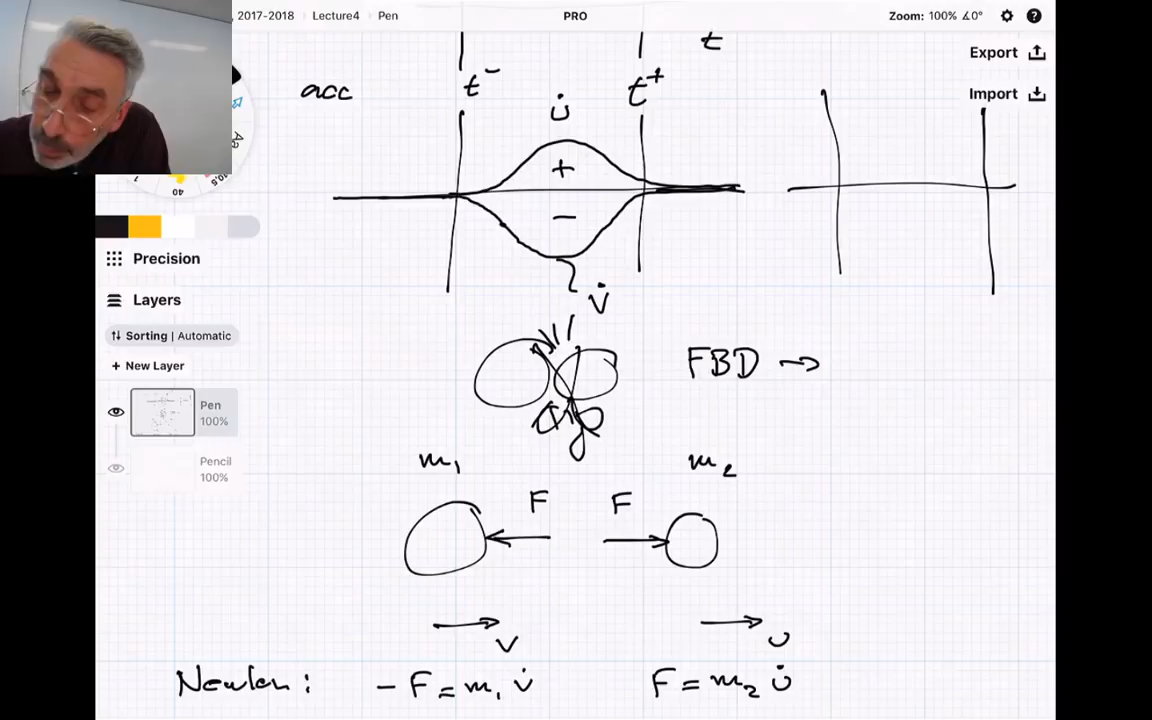 , 2017-2018 Lecture4 Pen PRO Zoom: 100% ∡0°
Export
Import
t
acc
t⁻
t⁺
u̇
+
−
v̇
Precision
Layers
Sorting | Automatic
+ New Layer
Pen
100%
Pencil
100%
40
FBD →
m₁ m₂
F F
v u
Newton: − F = m₁ v̇ F = m₂ u̇